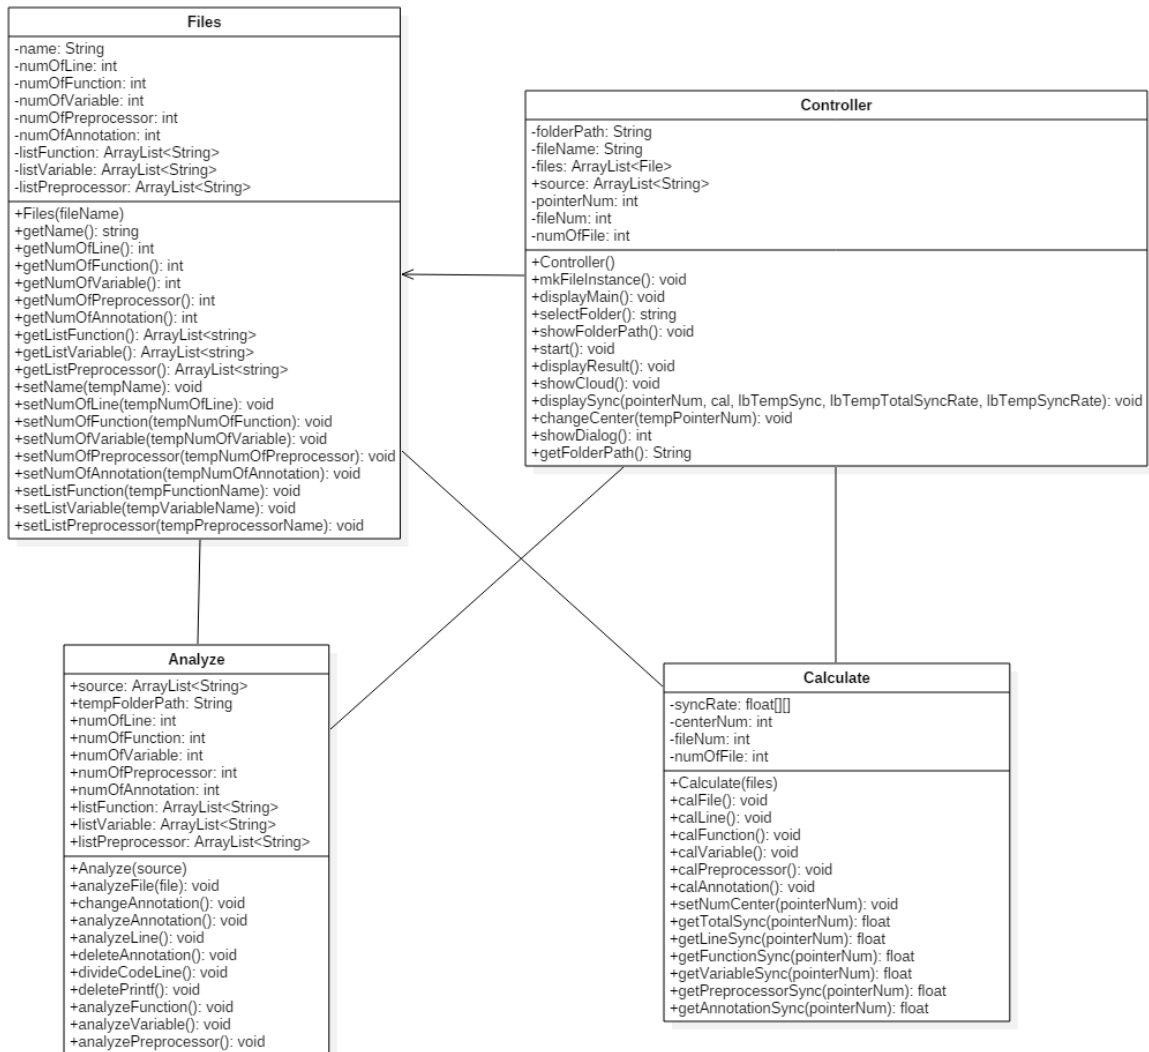 Files
-name: String
-numOfLine: int
-numOfFunction: int
-numOfVariable: int
-numOfPreprocessor: int
-numOfAnnotation: int
-listFunction: ArrayList<String>
-listVariable: ArrayList<String>
-listPreprocessor: ArrayList<String>
+Files(fileName)
+getName(): string
+getNumOfLine(): int
+getNumOfFunction(): int
+getNumOfVariable(): int
+getNumOfPreprocessor(): int
+getNumOfAnnotation(): int
+getListFunction(): ArrayList<string>
+getListVariable(): ArrayList<string>
+getListPreprocessor(): ArrayList<string>
+setName(tempName): void
+setNumOfLine(tempNumOfLine): void
+setNumOfFunction(tempNumOfFunction): void
+setNumOfVariable(tempNumOfVariable): void
+setNumOfPreprocessor(tempNumOfPreprocessor): void
+setNumOfAnnotation(tempNumOfAnnotation): void
+setListFunction(tempFunctionName): void
+setListVariable(tempVariableName): void
+setListPreprocessor(tempPreprocessorName): void
Controller
-folderPath: String
-fileName: String
-files: ArrayList<File>
+source: ArrayList<String>
-pointerNum: int
-fileNum: int
-numOfFile: int
+Controller()
+mkFileInstance(): void
+displayMain(): void
+selectFolder(): string
+showFolderPath(): void
+start(): void
+displayResult(): void
+showCloud(): void
+displaySync(pointerNum, cal, lbTempSync, lbTempTotalSyncRate, lbTempSyncRate): void
+changeCenter(tempPointerNum): void
+showDialog(): int
+getFolderPath(): String
Analyze
+source: ArrayList<String>
+tempFolderPath: String
+numOfLine: int
+numOfFunction: int
+numOfVariable: int
+numOfPreprocessor: int
+numOfAnnotation: int
+listFunction: ArrayList<String>
+listVariable: ArrayList<String>
+listPreprocessor: ArrayList<String>
+Analyze(source)
+analyzeFile(file): void
+changeAnnotation(): void
+analyzeAnnotation(): void
+analyzeLine(): void
+deleteAnnotation(): void
+divideCodeLine(): void
+deletePrintf(): void
+analyzeFunction(): void
+analyzeVariable(): void
+analyzePreprocessor(): void
Calculate
-syncRate: float[][]
-centerNum: int
-fileNum: int
-numOfFile: int
+Calculate(files)
+calFile(): void
+calLine(): void
+calFunction(): void
+calVariable(): void
+calPreprocessor(): void
+calAnnotation(): void
+setNumCenter(pointerNum): void
+getTotalSync(pointerNum): float
+getLineSync(pointerNum): float
+getFunctionSync(pointerNum): float
+getVariableSync(pointerNum): float
+getPreprocessorSync(pointerNum): float
+getAnnotationSync(pointerNum): float